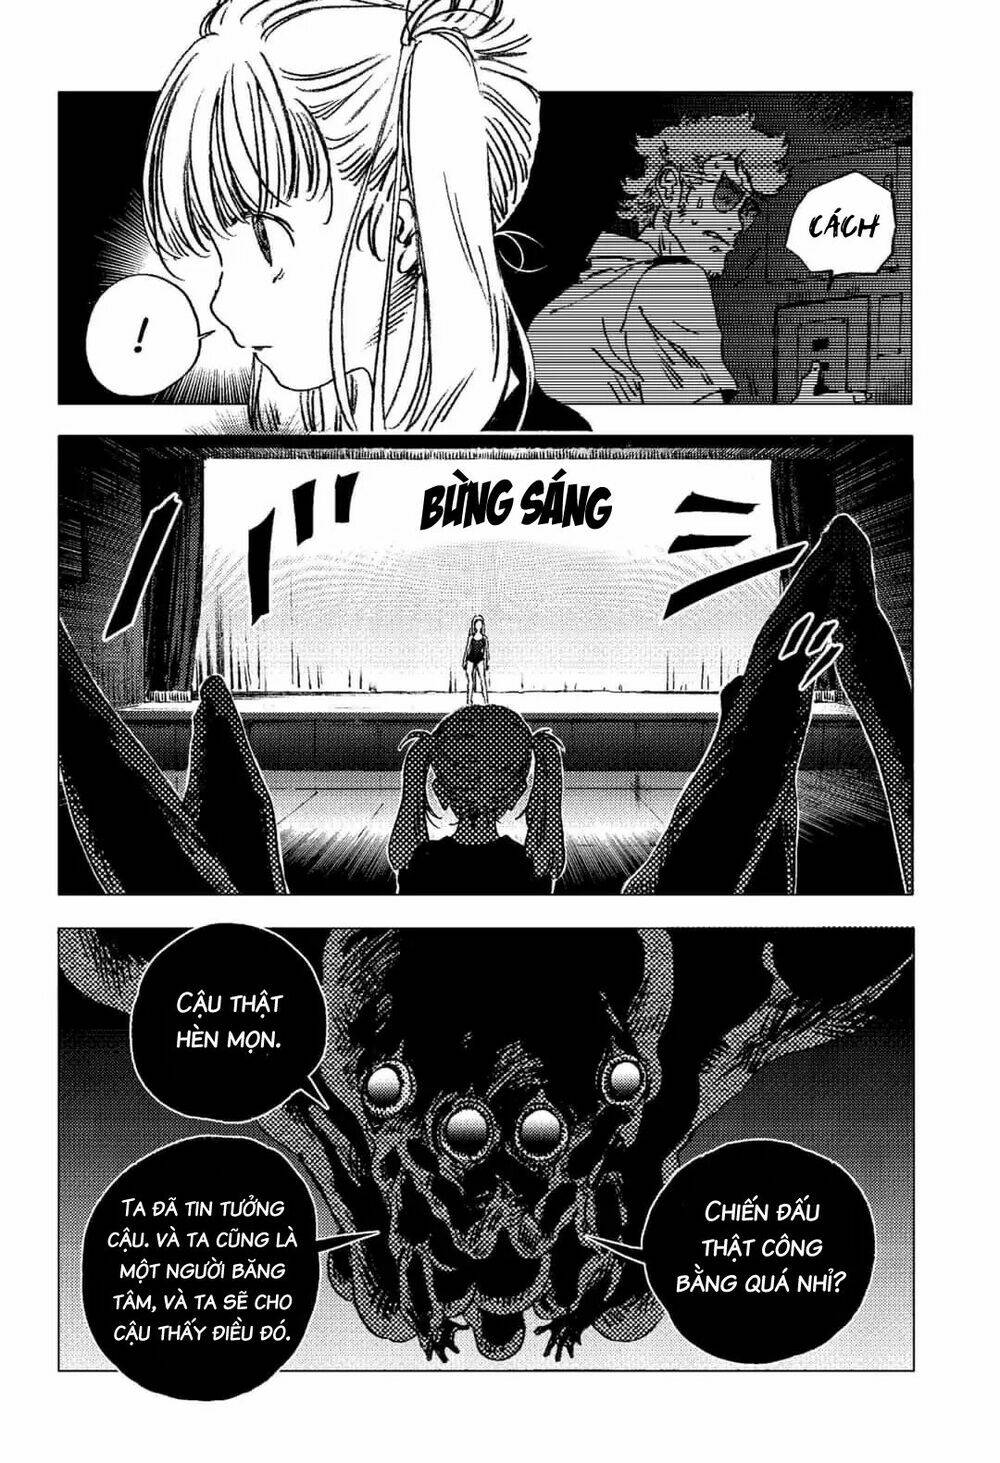 CÁCH
!
BỪNG SÁNG
CẬU THẬT
HÈN MỌN.
CHIẾN ĐẤU
THẬT CÔNG
BẰNG QUÁ NHỈ?
TA ĐÃ TIN TƯỞNG
CẬU. VÀ TA CŨNG LÀ
MỘT NGƯỜI BĂNG
TÂM, VÀ TA SẼ CHO
CẬU THẤY ĐIỀU ĐÓ.